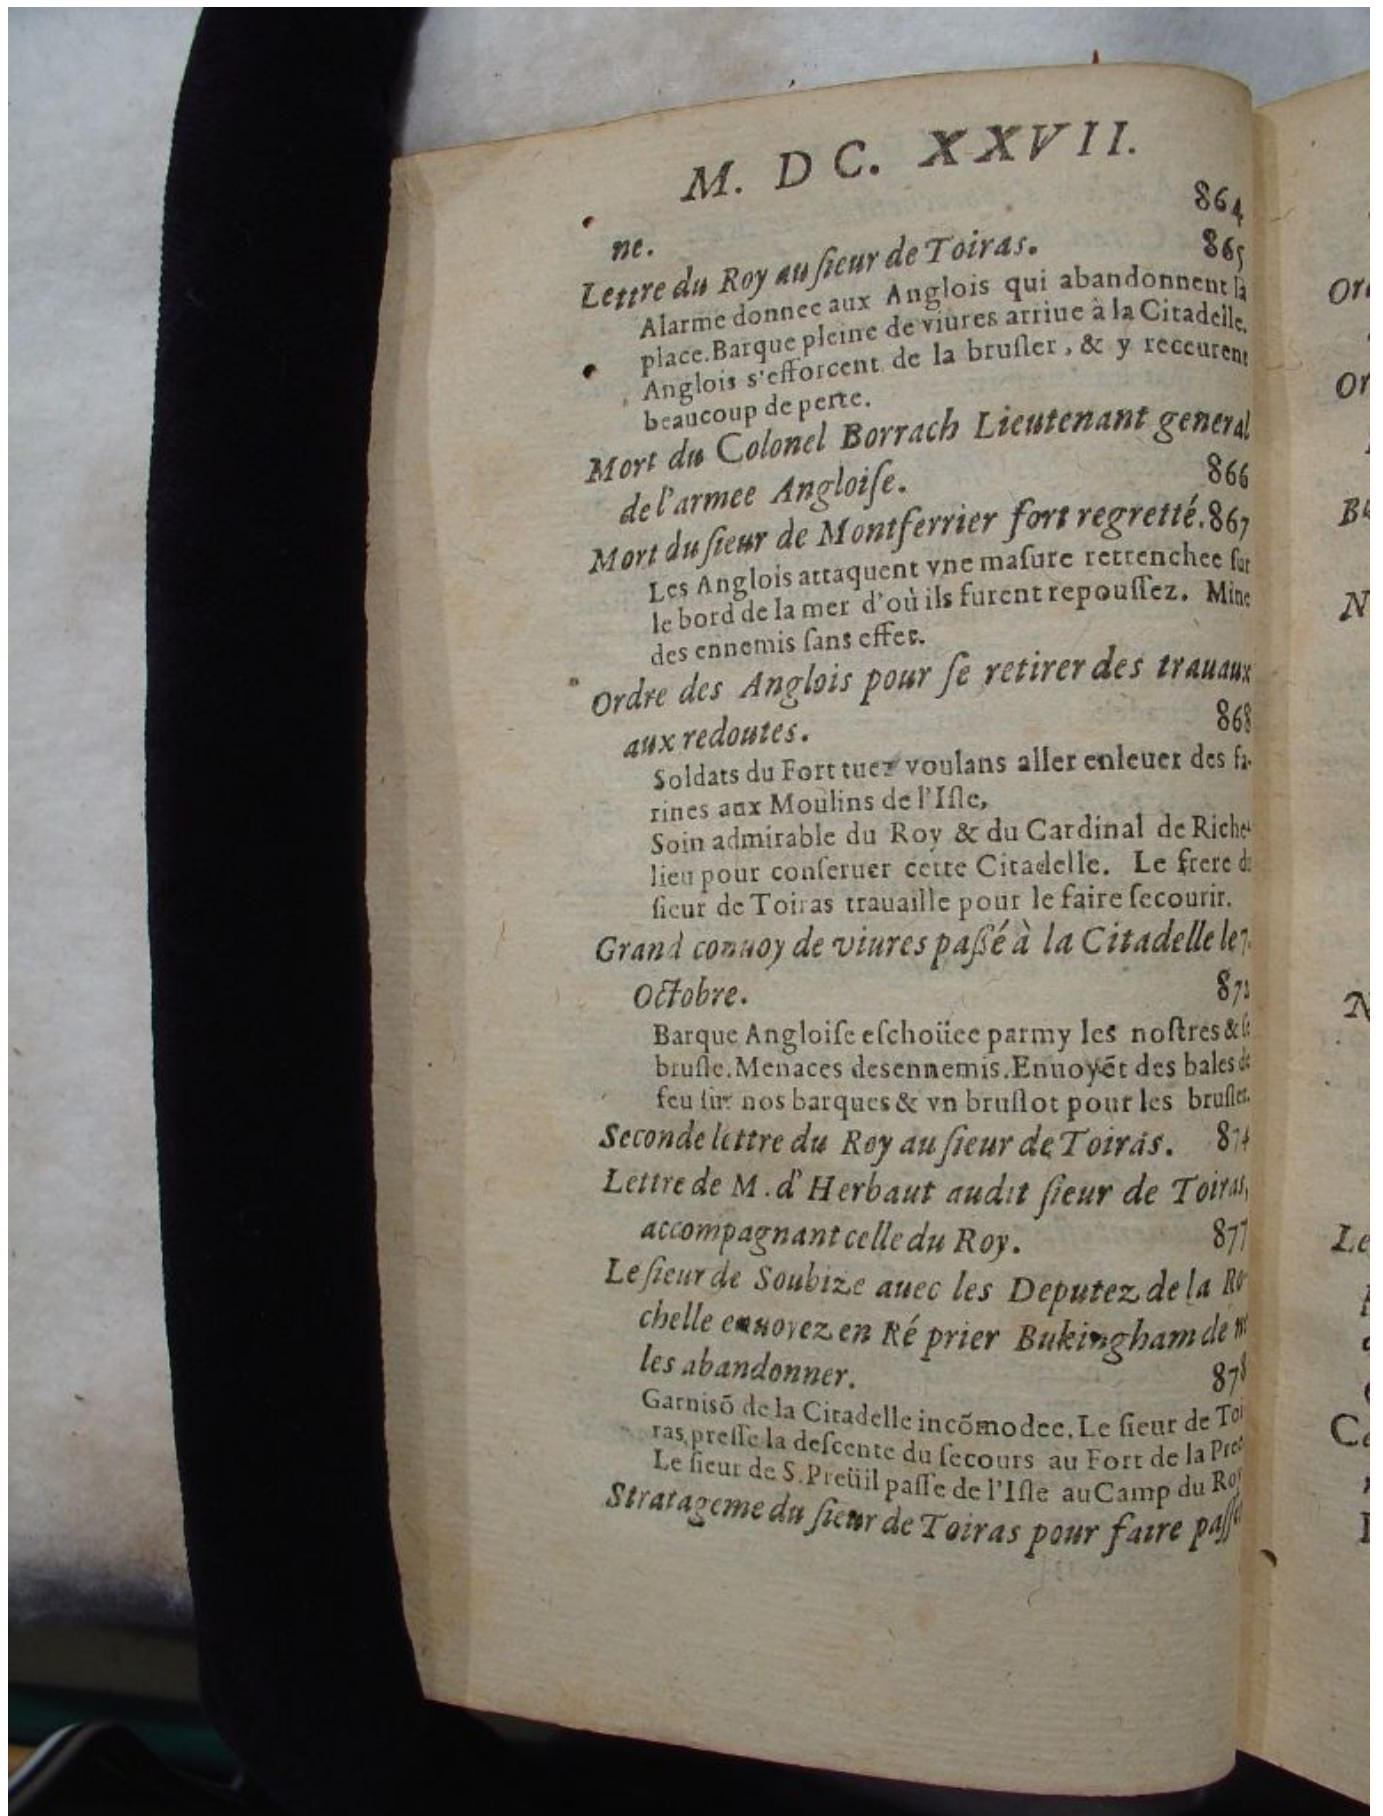 M. DC. XXVII.
ne. 864
Lettre du Roy au ſieur de Toiras. 865
Alarme donnee aux Anglois qui abandonnent la
place. Barque pleine de viures arriue à la Citadelle.
Anglois s'efforcent de la bruſler, & y receurent
beaucoup de perte.
Mort du Colonel Borrach Lieutenant general
de l'armee Angloiſe. 866
Mort du ſieur de Montferrier fort regretté. 867
Les Anglois attaquent vne maſure rettenchee ſur
le bord de la mer d'où ils furent repouſſez. Mine
des ennemis ſans effet.
Ordre des Anglois pour ſe retirer des trauaux
aux redoutes. 868
Soldats du Fort tuez voulans aller enleuer des fa-
rines aux Moulins de l'Iſle,
Soin admirable du Roy & du Cardinal de Riche-
lieu pour conſeruer cette Citadelle. Le frere du
ſieur de Toiras trauaille pour le faire ſecourir.
Grand conuoy de viures paſſé à la Citadelle le 7.
Octobre. 872
Barque Angloiſe eſchoüee parmy les noſtres & ſe
bruſle. Menaces des ennemis. Enuoyẽt des bales de
feu ſur nos barques & vn bruſlot pour les bruſler.
Seconde lettre du Roy au ſieur de Toiras. 874
Lettre de M. d'Herbaut audit ſieur de Toiras,
accompagnant celle du Roy. 877
Le ſieur de Soubize auec les Deputez de la Ro-
chelle enuoyez en Ré prier Bukingham de ne
les abandonner. 878
Garniſõ de la Citadelle incõmodee. Le ſieur de Toi-
ras preſſe la deſcente du ſecours au Fort de la Pree
Le ſieur de S. Preüil paſſe de l'Iſle au Camp du Roy
Stratageme du ſieur de Toiras pour faire paſſer
Or
Or
N
N
Le